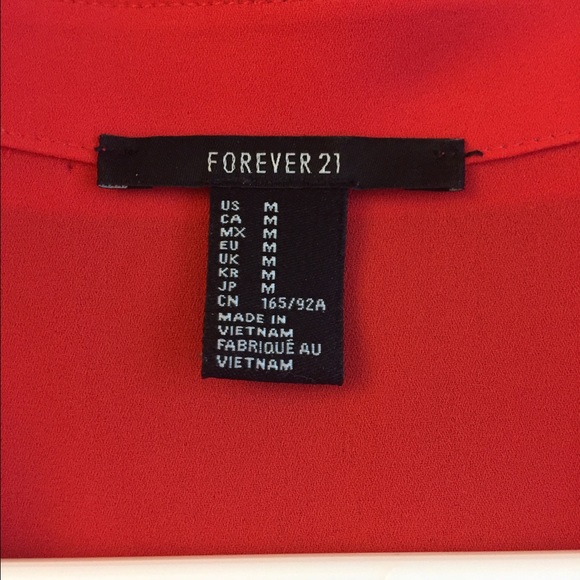 FOREVER 21
US M
CA M
MX M
EU M
UK M
KR M
JP M
CN 165/92A
MADE IN
VIETNAM
FABRIQUÉ AU
VIETNAM